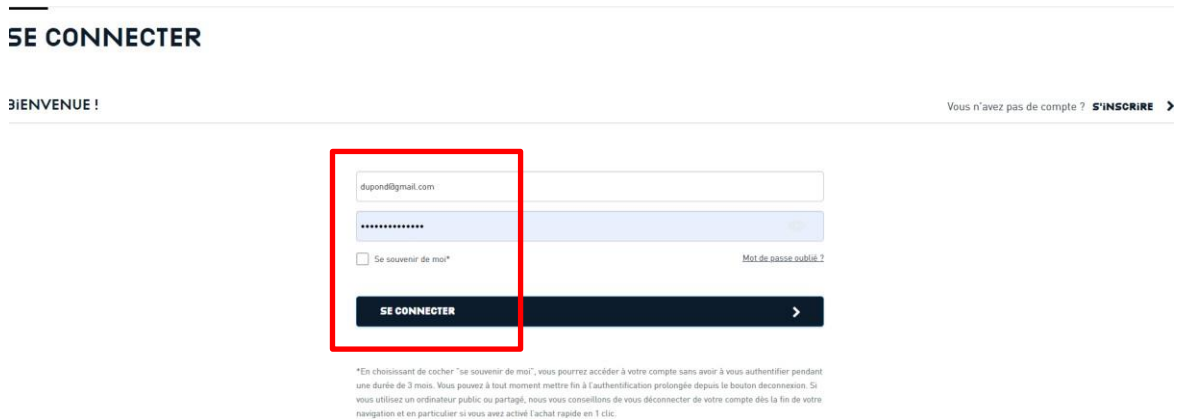 SE CONNECTER
BiENVENUE !
Vous n'avez pas de compte ? S'iNSCRiRE
dupond@gmail.com
••••••••••••••
Se souvenir de moi*
Mot de passe oublié ?
SE CONNECTER
*En choisissant de cocher "se souvenir de moi", vous pourrez accéder à votre compte sans avoir à vous authentifier pendant
une durée de 3 mois. Vous pouvez à tout moment mettre fin à l'authentification prolongée depuis le bouton deconnexion. Si
vous utilisez un ordinateur public ou partagé, nous vous conseillons de vous déconnecter de votre compte dès la fin de votre
navigation et en particulier si vous avez activé l'achat rapide en 1 clic.